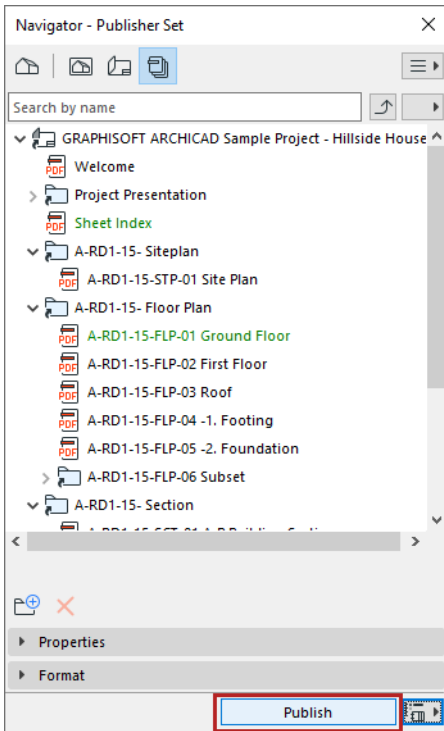 Navigator - Publisher Set
Search by name
GRAPHISOFT ARCHICAD Sample Project - Hillside House
PDF Welcome
Project Presentation
PDF Sheet Index
A-RD1-15- Siteplan
PDF A-RD1-15-STP-01 Site Plan
A-RD1-15- Floor Plan
PDF A-RD1-15-FLP-01 Ground Floor
PDF A-RD1-15-FLP-02 First Floor
PDF A-RD1-15-FLP-03 Roof
PDF A-RD1-15-FLP-04 -1. Footing
PDF A-RD1-15-FLP-05 -2. Foundation
A-RD1-15-FLP-06 Subset
A-RD1-15- Section
Properties
Format
Publish